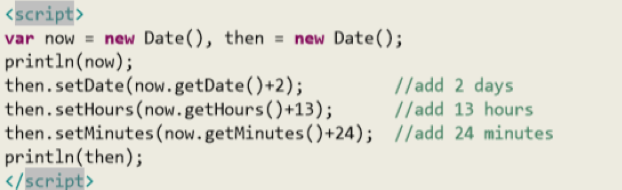 <script>
var now = new Date(), then = new Date();
println(now);
then.setDate(now.getDate()+2);          //add 2 days
then.setHours(now.getHours()+13);       //add 13 hours
then.setMinutes(now.getMinutes()+24);  //add 24 minutes
println(then);
</script>